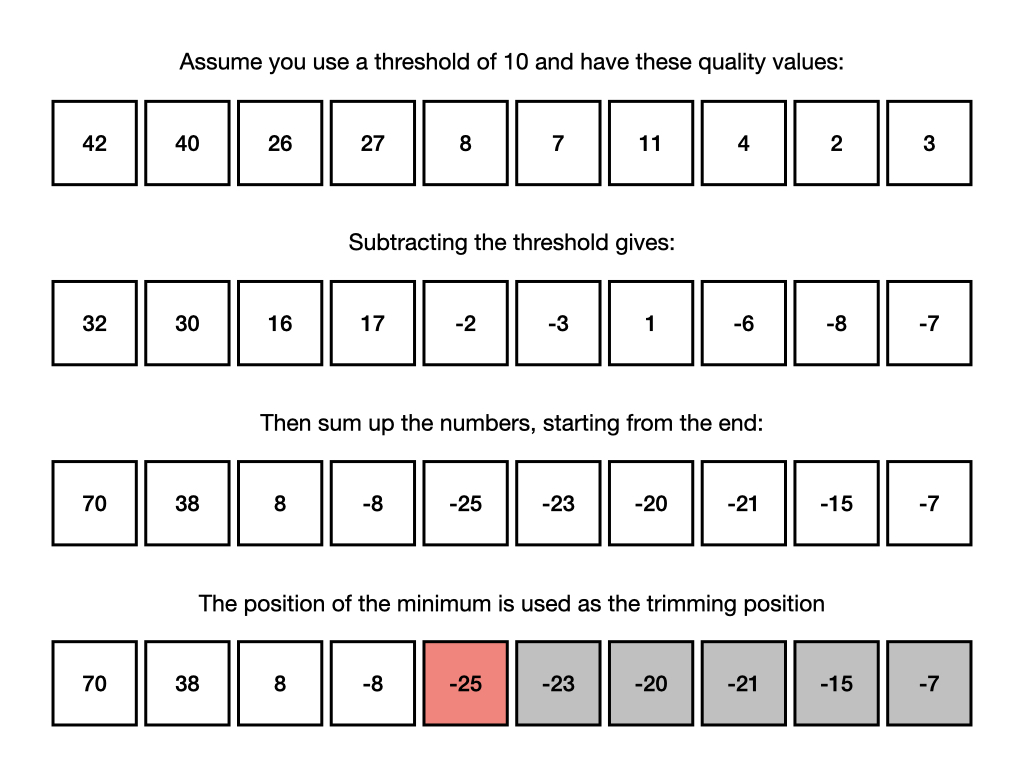 Assume you use a threshold of 10 and have these quality values:
42 40 26 27 8 7 11 4 2 3
Subtracting the threshold gives:
32 30 16 17 -2 -3 1 -6 -8 -7
Then sum up the numbers, starting from the end:
70 38 8 -8 -25 -23 -20 -21 -15 -7
The position of the minimum is used as the trimming position
70 38 8 -8 -25 -23 -20 -21 -15 -7